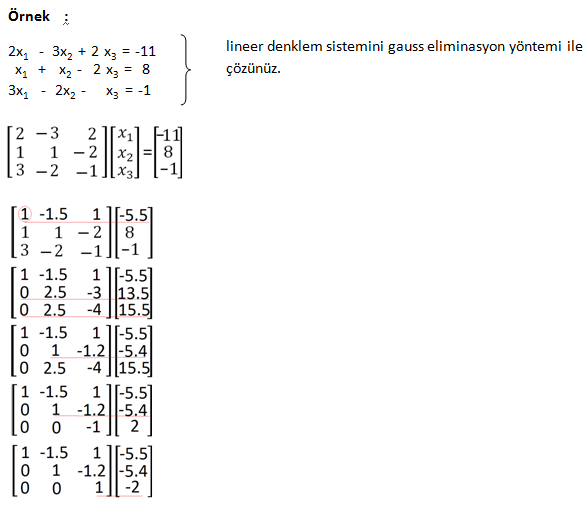 Örnek :
2x₁ - 3x₂ + 2 x₃ = -11
x₁ + x₂ - 2 x₃ = 8
3x₁ - 2x₂ - x₃ = -1
lineer denklem sistemini gauss eliminasyon yöntemi ile
çözünüz.
[2 −3 2] [x₁] [-11]
[1 1 −2] [x₂] = [8]
[3 −2 −1] [x₃] [−1]
[1 -1.5 1] [-5.5]
[1 1 −2] [8]
[3 −2 −1] [−1]
[1 -1.5 1] [-5.5]
[0 2.5 -3] [13.5]
[0 2.5 -4] [15.5]
[1 -1.5 1] [-5.5]
[0 1 -1.2] [-5.4]
[0 2.5 -4] [15.5]
[1 -1.5 1] [-5.5]
[0 1 -1.2] [-5.4]
[0 0 -1] [2]
[1 -1.5 1] [-5.5]
[0 1 -1.2] [-5.4]
[0 0 1] [-2]